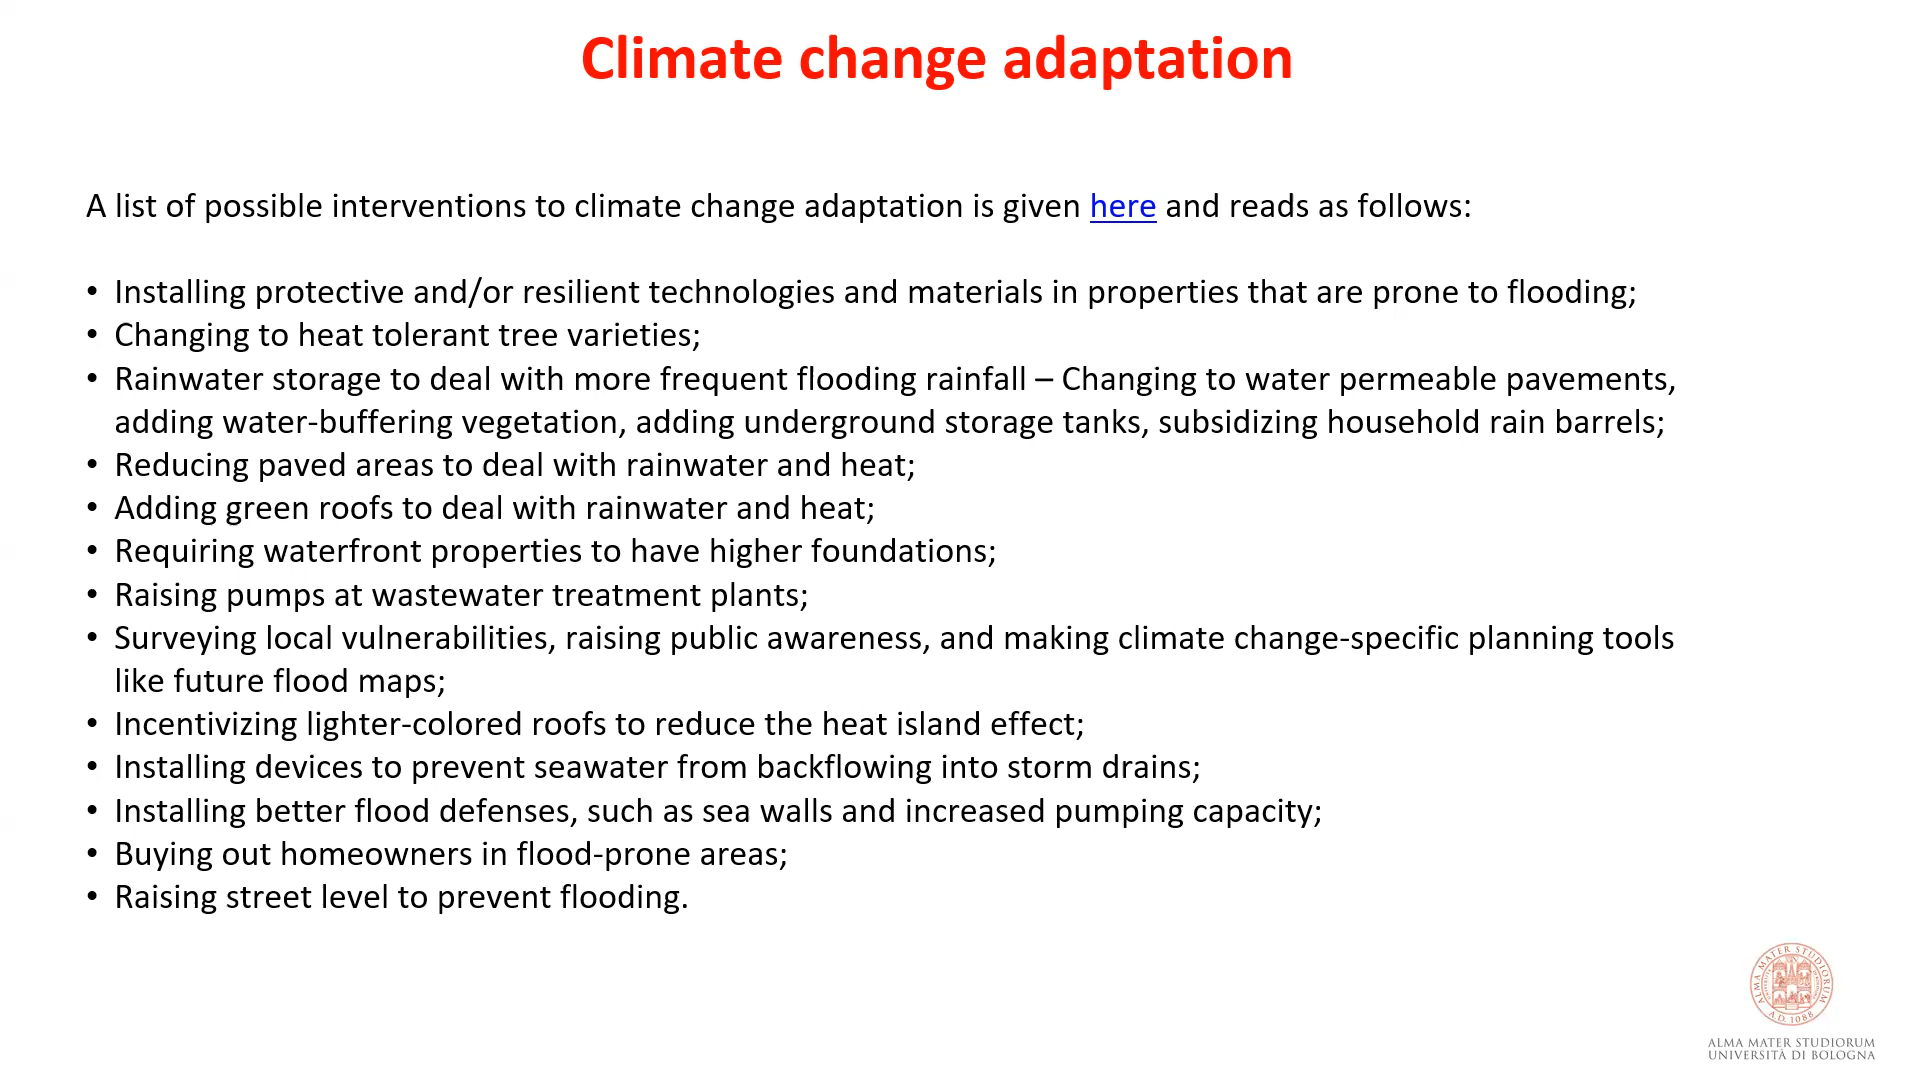 Climate change adaptation
A list of possible interventions to climate change adaptation is given here and reads as follows:
• Installing protective and/or resilient technologies and materials in properties that are prone to flooding;
• Changing to heat tolerant tree varieties;
• Rainwater storage to deal with more frequent flooding rainfall – Changing to water permeable pavements,
adding water-buffering vegetation, adding underground storage tanks, subsidizing household rain barrels;
• Reducing paved areas to deal with rainwater and heat;
• Adding green roofs to deal with rainwater and heat;
• Requiring waterfront properties to have higher foundations;
• Raising pumps at wastewater treatment plants;
• Surveying local vulnerabilities, raising public awareness, and making climate change-specific planning tools
like future flood maps;
• Incentivizing lighter-colored roofs to reduce the heat island effect;
• Installing devices to prevent seawater from backflowing into storm drains;
• Installing better flood defenses, such as sea walls and increased pumping capacity;
• Buying out homeowners in flood-prone areas;
• Raising street level to prevent flooding.
ALMA MATER STUDIORUM
A.D. 1088
ALMA MATER STUDIORUM
UNIVERSITÀ DI BOLOGNA